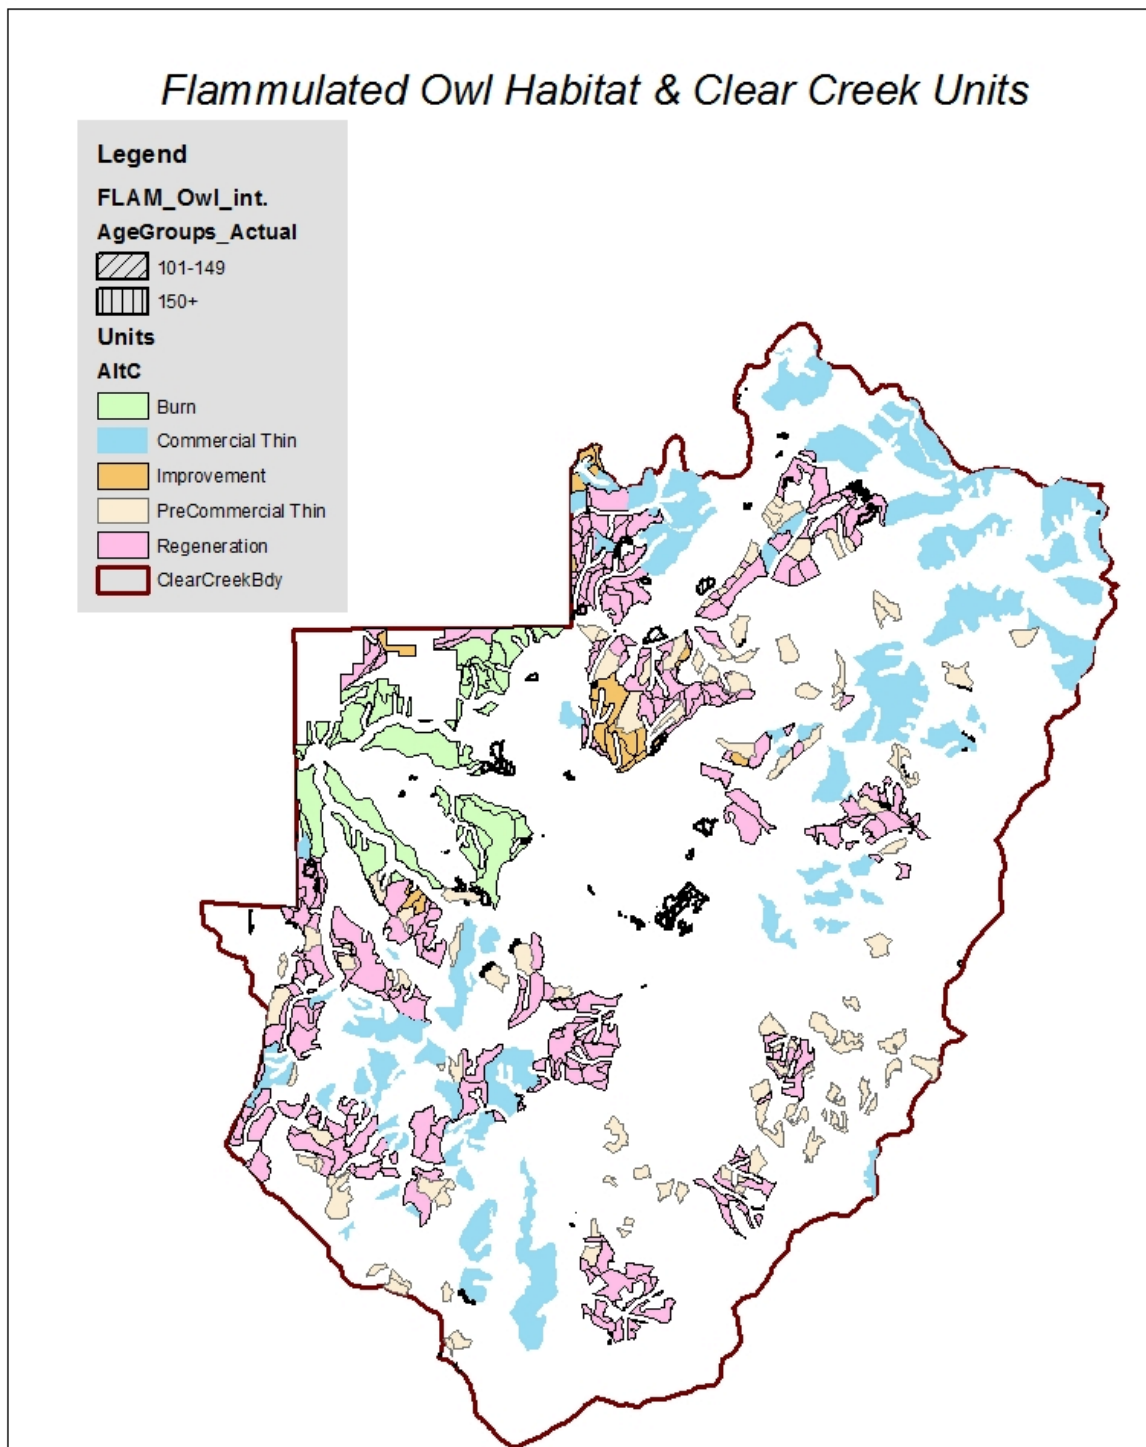 Flammulated Owl Habitat & Clear Creek Units
Legend
FLAM_Owl_int.
AgeGroups_Actual
101-149
150+
Units
AltC
Burn
Commercial Thin
Improvement
PreCommercial Thin
Regeneration
ClearCreekBdy